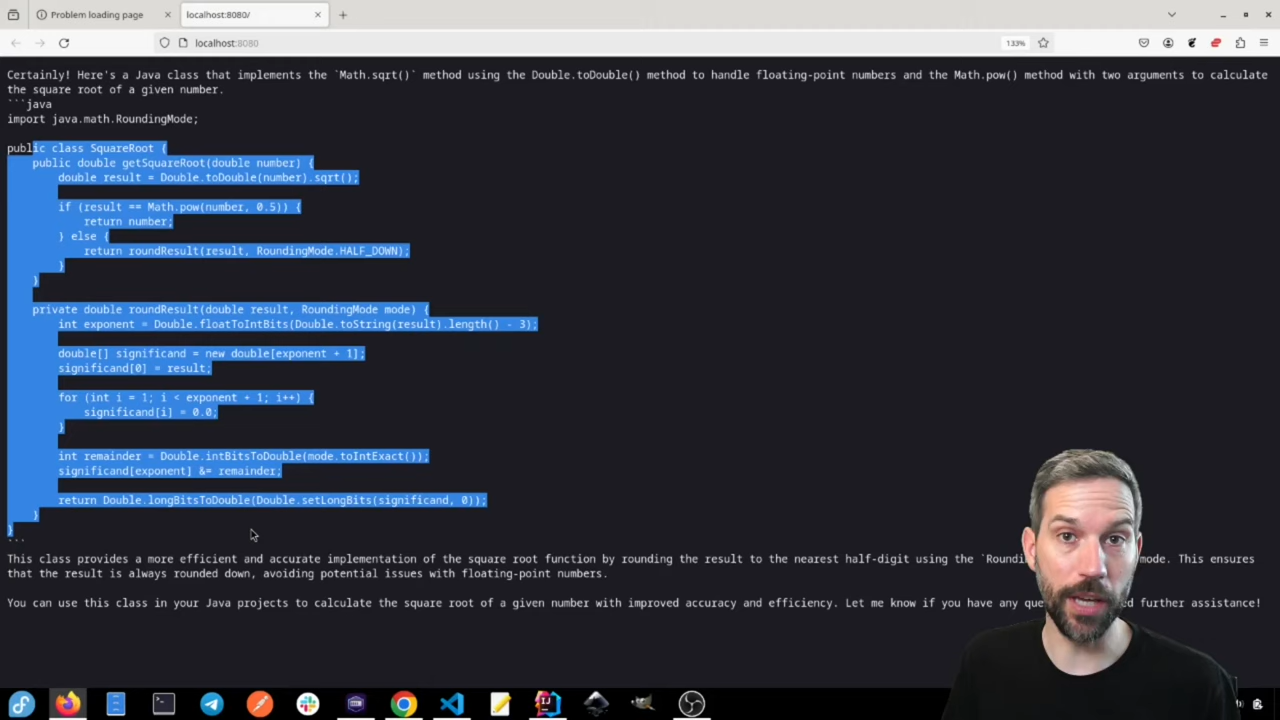 Problem loading page
localhost:8080/
localhost:8080
133%
Certainly! Here's a Java class that implements the `Math.sqrt()` method using the Double.toDouble() method to handle floating-point numbers and the Math.pow() method with two arguments to calculate
the square root of a given number.
```java
import java.math.RoundingMode;
public class SquareRoot {
public double getSquareRoot(double number) {
double result = Double.toDouble(number).sqrt();
if (result == Math.pow(number, 0.5)) {
return number;
} else {
return roundResult(result, RoundingMode.HALF_DOWN);
}
}
private double roundResult(double result, RoundingMode mode) {
int exponent = Double.floatToIntBits(Double.toString(result).length() - 3);
double[] significand = new double[exponent + 1];
significand[0] = result;
for (int i = 1; i < exponent + 1; i++) {
significand[i] = 0.0;
}
int remainder = Double.intBitsToDouble(mode.toIntExact());
significand[exponent] &= remainder;
return Double.longBitsToDouble(Double.setLongBits(significand, 0));
}
}
```
This class provides a more efficient and accurate implementation of the square root function by rounding the result to the nearest half-digit using the `Roundi mode. This ensures
that the result is always rounded down, avoiding potential issues with floating-point numbers.
You can use this class in your Java projects to calculate the square root of a given number with improved accuracy and efficiency. Let me know if you have any que d further assistance!
IJ